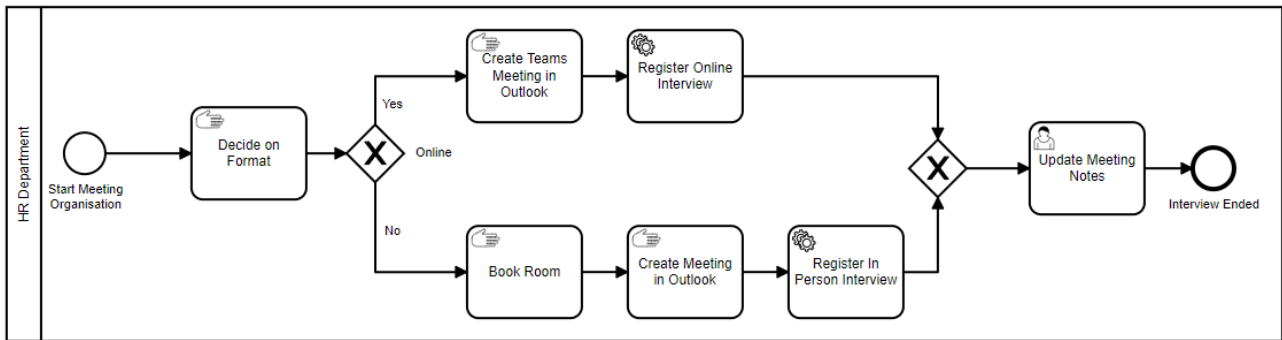 HR Department
Start Meeting
Organisation
Decide on
Format
Online
Yes
Create Teams
Meeting in
Outlook
Register Online
Interview
No
Book Room
Create Meeting
in Outlook
Register In
Person Interview
X
X
Update Meeting
Notes
Interview Ended